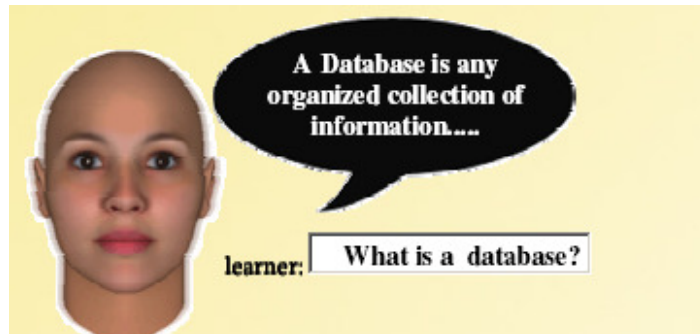 A Database is any
organized collection of
information.....
learner: What is a database?